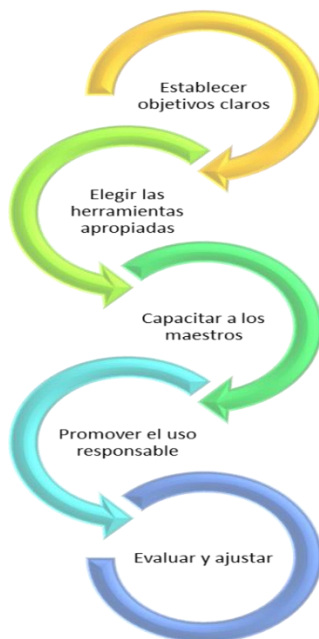 Establecer
objetivos claros
Elegir las
herramientas
apropiadas
Capacitar a los
maestros
Promover el uso
responsable
Evaluar y ajustar